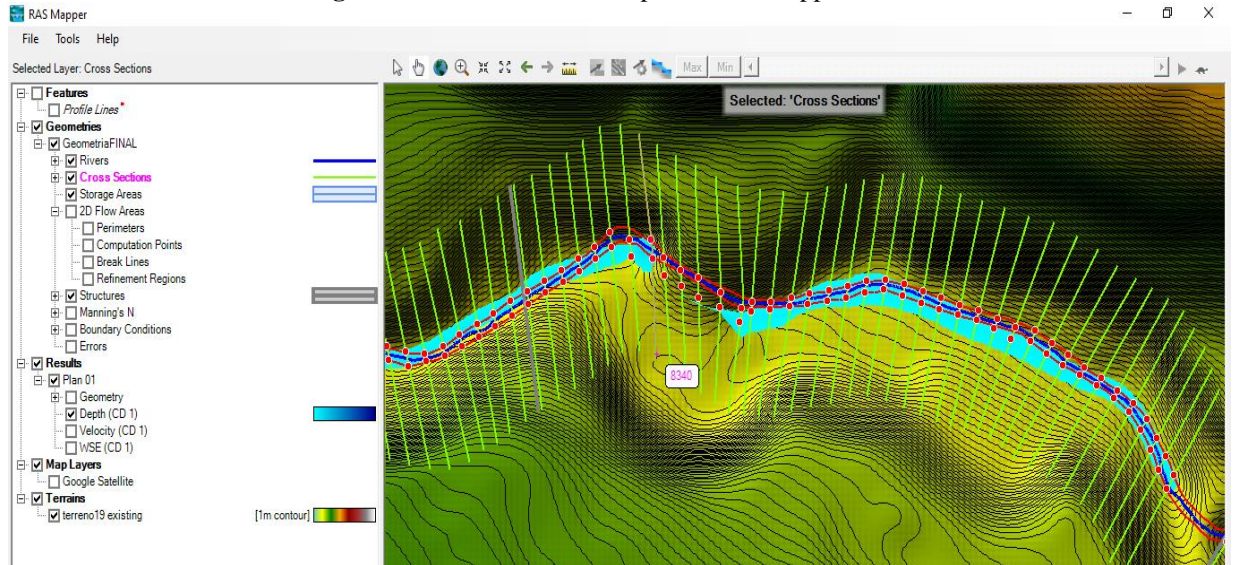 RAS Mapper
File Tools Help
Selected Layer: Cross Sections
Max Min
Selected: 'Cross Sections'
Features
Profile Lines *
Geometries
GeometriaFINAL
Rivers
Cross Sections
Storage Areas
2D Flow Areas
Perimeters
Computation Points
Break Lines
Refinement Regions
Structures
Manning's N
Boundary Conditions
Errors
Results
Plan 01
Geometry
Depth (CD 1)
Velocity (CD 1)
WSE (CD 1)
Map Layers
Google Satellite
Terrains
terreno19 existing [1m contour]
8340